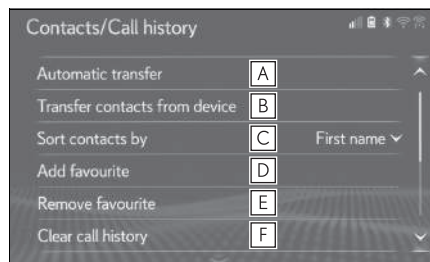 Contacts/Call history
Automatic transfer A
Transfer contacts from device B
Sort contacts by C First name
Add favourite D
Remove favourite E
Clear call history F